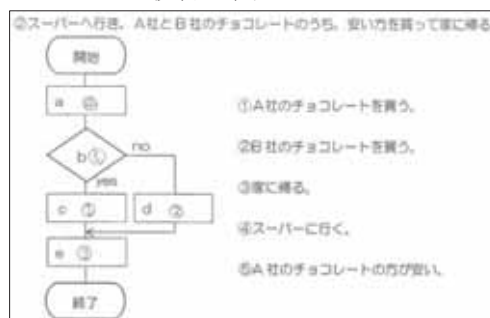 ②スーパーへ行き、A社とB社のチョコレートのうち、安い方を買って家に帰る
開始
a
b
no
yes
c ①
d ②
e ③
終了
①A社のチョコレートを買う。
②B社のチョコレートを買う。
③家に帰る。
④スーパーに行く。
⑤A社のチョコレートの方が安い。